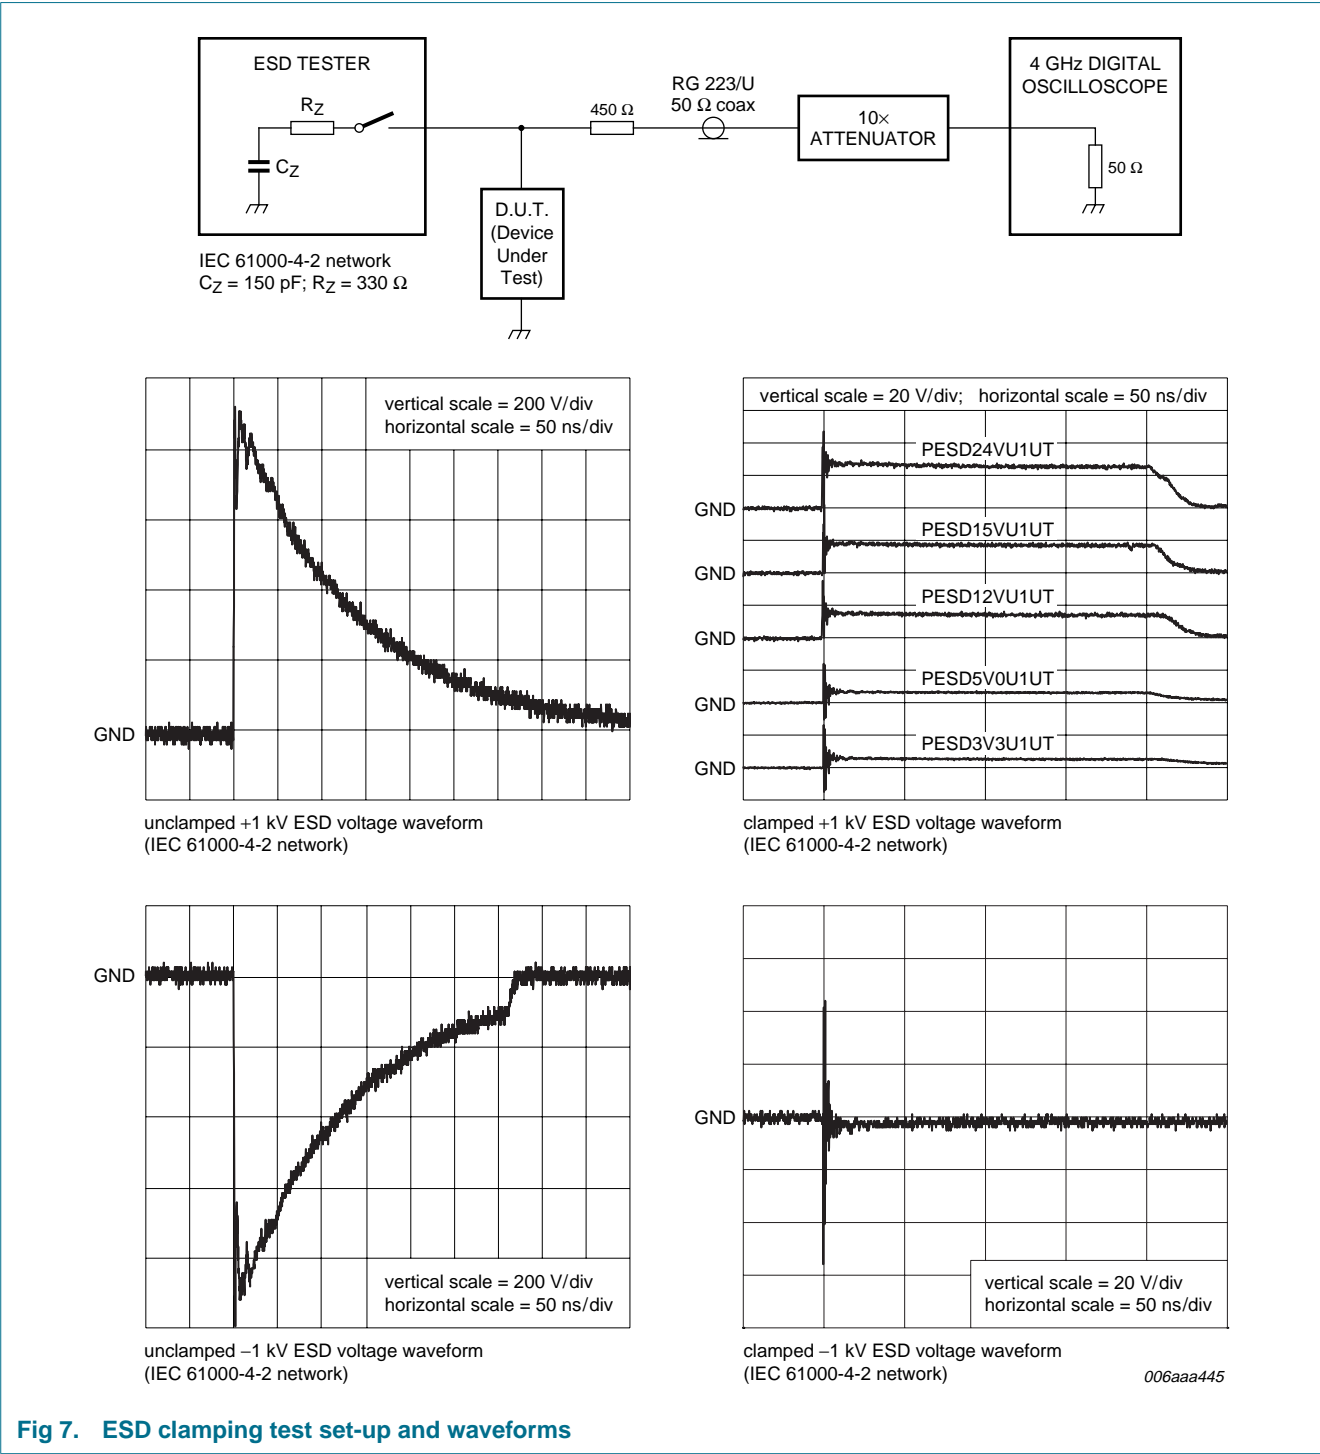 ESD TESTER
RZ
CZ
IEC 61000-4-2 network
CZ = 150 pF; RZ = 330 Ω
D.U.T.
(Device
Under
Test)
450 Ω
RG 223/U
50 Ω coax
10×
ATTENUATOR
4 GHz DIGITAL
OSCILLOSCOPE
50 Ω
vertical scale = 200 V/div
horizontal scale = 50 ns/div
GND
unclamped +1 kV ESD voltage waveform
(IEC 61000-4-2 network)
vertical scale = 20 V/div; horizontal scale = 50 ns/div
PESD24VU1UT
GND
PESD15VU1UT
GND
PESD12VU1UT
GND
PESD5V0U1UT
GND
PESD3V3U1UT
GND
clamped +1 kV ESD voltage waveform
(IEC 61000-4-2 network)
GND
vertical scale = 200 V/div
horizontal scale = 50 ns/div
unclamped −1 kV ESD voltage waveform
(IEC 61000-4-2 network)
GND
vertical scale = 20 V/div
horizontal scale = 50 ns/div
clamped −1 kV ESD voltage waveform
(IEC 61000-4-2 network)
006aaa445
Fig 7. ESD clamping test set-up and waveforms